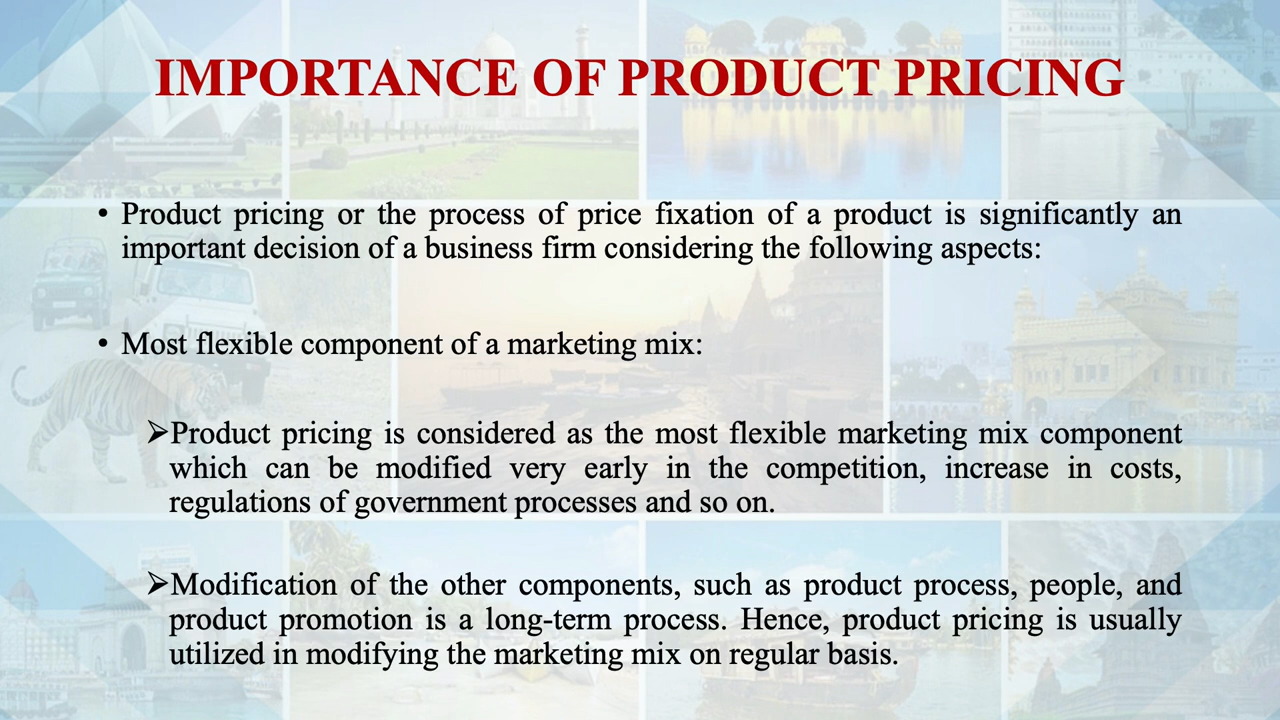 IMPORTANCE OF PRODUCT PRICING
• Product pricing or the process of price fixation of a product is significantly an
important decision of a business firm considering the following aspects:
• Most flexible component of a marketing mix:
➢Product pricing is considered as the most flexible marketing mix component
which can be modified very early in the competition, increase in costs,
regulations of government processes and so on.
➢Modification of the other components, such as product process, people, and
product promotion is a long-term process. Hence, product pricing is usually
utilized in modifying the marketing mix on regular basis.